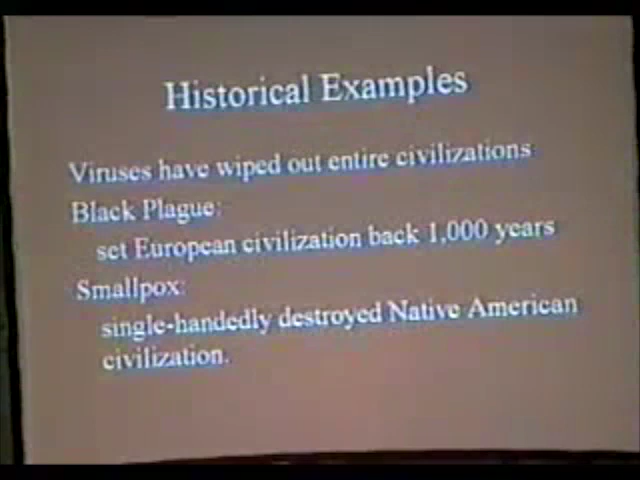 Historical Examples
Viruses have wiped out entire civilizations
Black Plague:
set European civilization back 1,000 years
Smallpox:
single-handedly destroyed Native American
civilization.